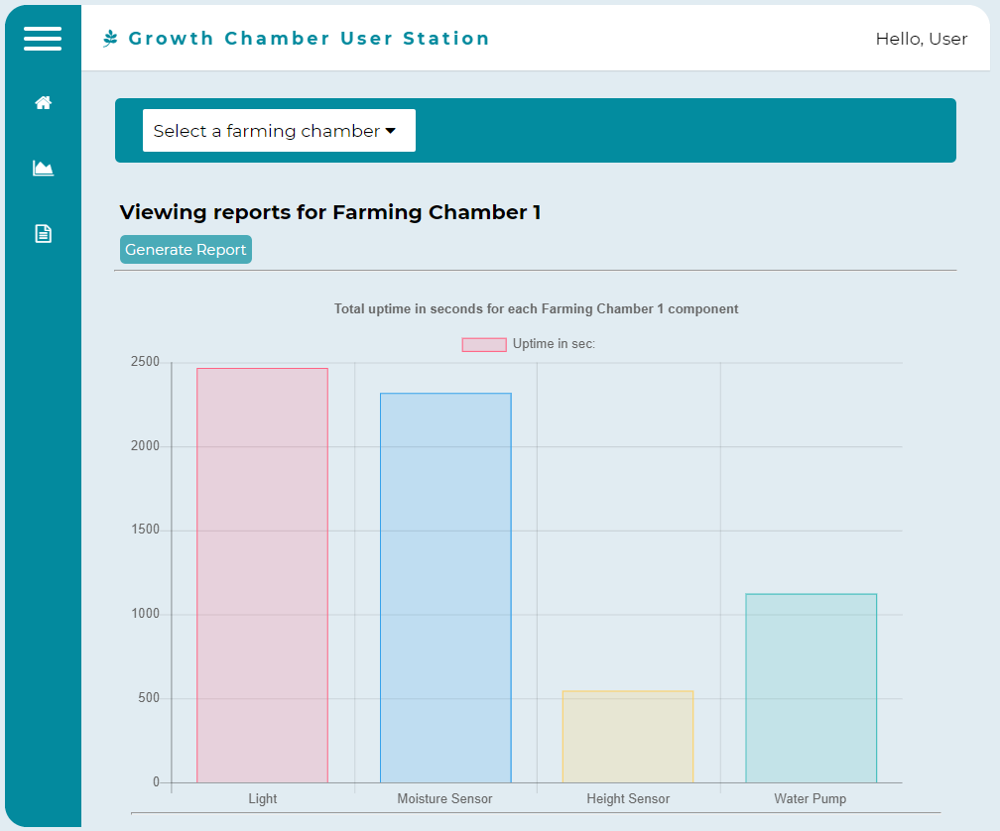 Growth Chamber User Station
Hello, User
Select a farming chamber
Viewing reports for Farming Chamber 1
Generate Report
Total uptime in seconds for each Farming Chamber 1 component
Uptime in sec:
2500
2000
1500
1000
500
0
Light Moisture Sensor Height Sensor Water Pump